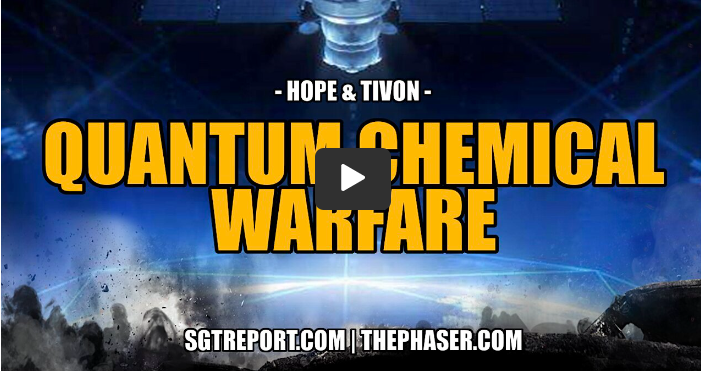 - HOPE & TIVON -
QUANTUM CHEMICAL
WARFARE
SGTREPORT.COM | THEPHASER.COM